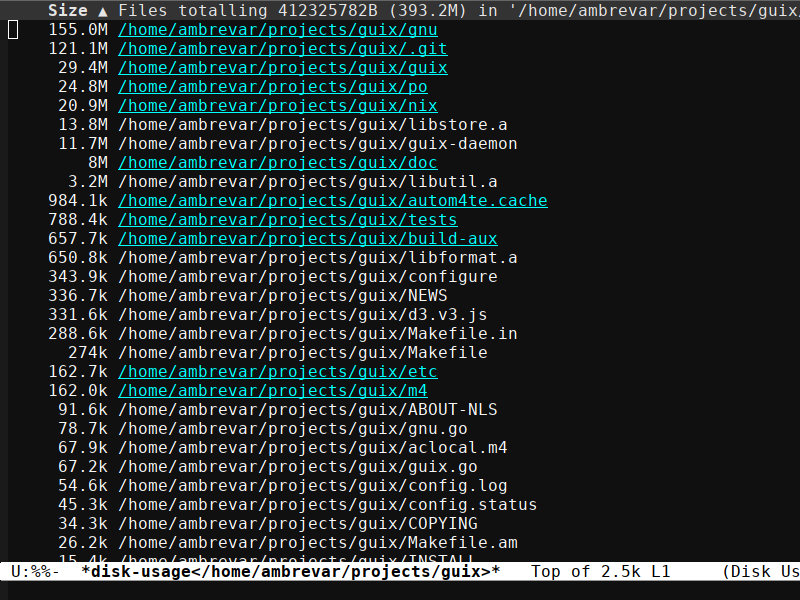 Size ▲ Files totalling 412325782B (393.2M) in '/home/ambrevar/projects/guix/
155.0M /home/ambrevar/projects/guix/gnu
121.1M /home/ambrevar/projects/guix/.git
29.4M /home/ambrevar/projects/guix/guix
24.8M /home/ambrevar/projects/guix/po
20.9M /home/ambrevar/projects/guix/nix
13.8M /home/ambrevar/projects/guix/libstore.a
11.7M /home/ambrevar/projects/guix/guix-daemon
8M /home/ambrevar/projects/guix/doc
3.2M /home/ambrevar/projects/guix/libutil.a
984.1k /home/ambrevar/projects/guix/autom4te.cache
788.4k /home/ambrevar/projects/guix/tests
657.7k /home/ambrevar/projects/guix/build-aux
650.8k /home/ambrevar/projects/guix/libformat.a
343.9k /home/ambrevar/projects/guix/configure
336.7k /home/ambrevar/projects/guix/NEWS
331.6k /home/ambrevar/projects/guix/d3.v3.js
288.6k /home/ambrevar/projects/guix/Makefile.in
274k /home/ambrevar/projects/guix/Makefile
162.7k /home/ambrevar/projects/guix/etc
162.0k /home/ambrevar/projects/guix/m4
91.6k /home/ambrevar/projects/guix/ABOUT-NLS
78.7k /home/ambrevar/projects/guix/gnu.go
67.9k /home/ambrevar/projects/guix/aclocal.m4
67.2k /home/ambrevar/projects/guix/guix.go
54.6k /home/ambrevar/projects/guix/config.log
45.3k /home/ambrevar/projects/guix/config.status
34.3k /home/ambrevar/projects/guix/COPYING
26.2k /home/ambrevar/projects/guix/Makefile.am
15.4k /home/ambrevar/projects/guix/INSTALL
U:%%- *disk-usage</home/ambrevar/projects/guix>* Top of 2.5k L1 (Disk Us